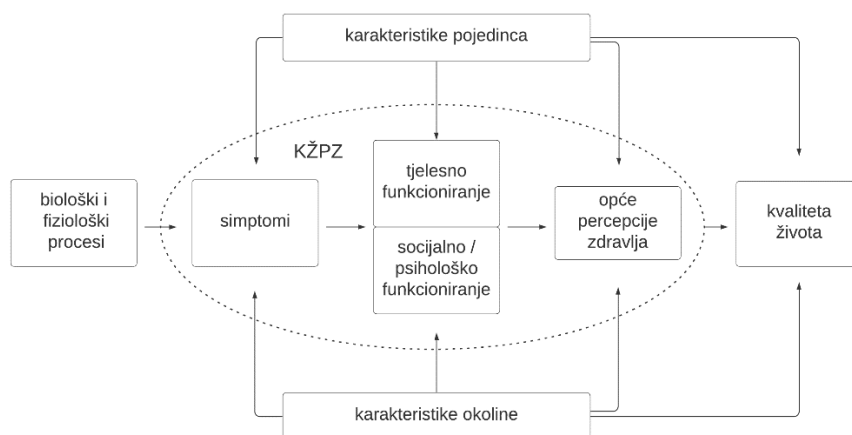 karakteristike pojedinca
KŽPZ
biološki i
fiziološki
procesi
simptomi
tjelesno
funkcioniranje
socijalno /
psihološko
funkcioniranje
opće
percepcije
zdravlja
kvaliteta
života
karakteristike okoline